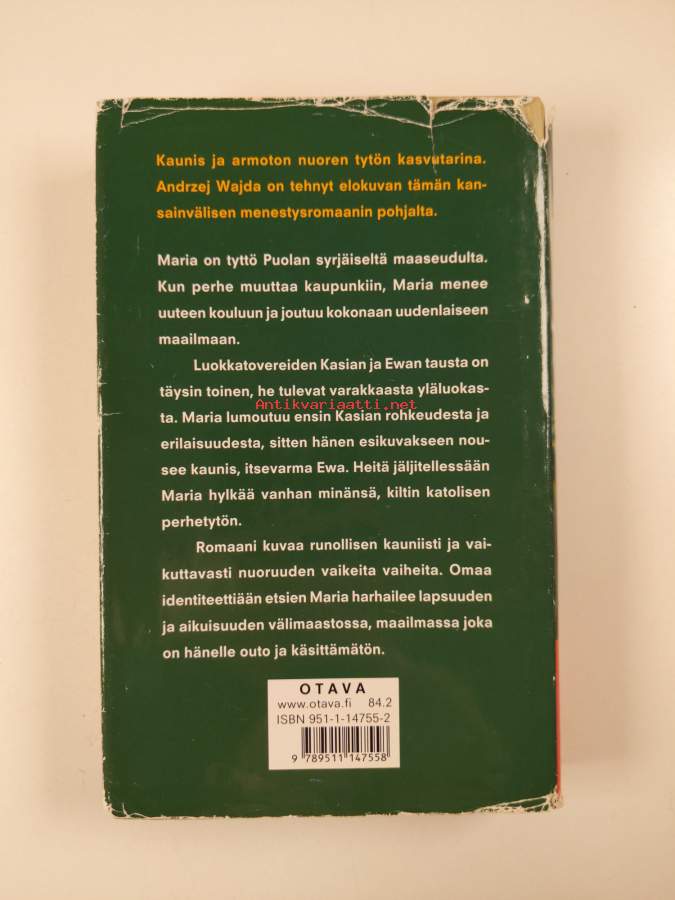 Kaunis ja armoton nuoren tytön kasvutarina.
Andrzej Wajda on tehnyt elokuvan tämän kan-
sainvälisen menestysromaanin pohjalta.
Maria on tyttö Puolan syrjäiseltä maaseudulta.
Kun perhe muuttaa kaupunkiin, Maria menee
uuteen kouluun ja joutuu kokonaan uudenlaiseen
maailmaan.
Luokkatovereiden Kasian ja Ewan tausta on
täysin toinen, he tulevat varakkaasta yläluokas-
ta. Maria lumoutuu ensin Kasian rohkeudesta ja
Antikvariaatti.net
erilaisuudesta, sitten hänen esikuvakseen nou-
see kaunis, itsevarma Ewa. Heitä jäljitellessään
Maria hylkää vanhan minänsä, kiltin katolisen
perhetytön.
Romaani kuvaa runollisen kauniisti ja vai-
kuttavasti nuoruuden vaikeita vaiheita. Omaa
identiteettiään etsien Maria harhailee lapsuuden
ja aikuisuuden välimaastossa, maailmassa joka
on hänelle outo ja käsittämätön.
OTAVA
www.otava.fi 84.2
ISBN 951-1-14755-2
9 789511 147558